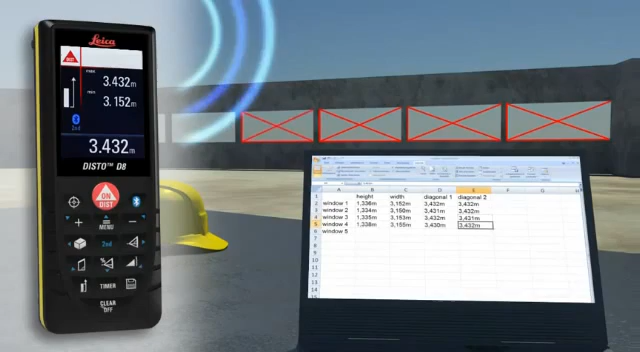 Leica
max.
3.432m
min.
3.152m
2nd
3.432m
DISTO™ D8
ON
DIST
+ MENU −
2nd
TIMER
CLEAR
OFF
A B C D E F G
1 height width diagonal 1 diagonal 2
2 window 1 1,336m 3,152m 3,432m 3,432m
3 window 2 1,334m 3,150m 3,431m 3,432m
4 window 3 1,335m 3,153m 3,432m 3,431m
5 window 4 1,338m 3,155m 3,430m 3,432m
6 window 5
7
8
9
10
11
12
13
14